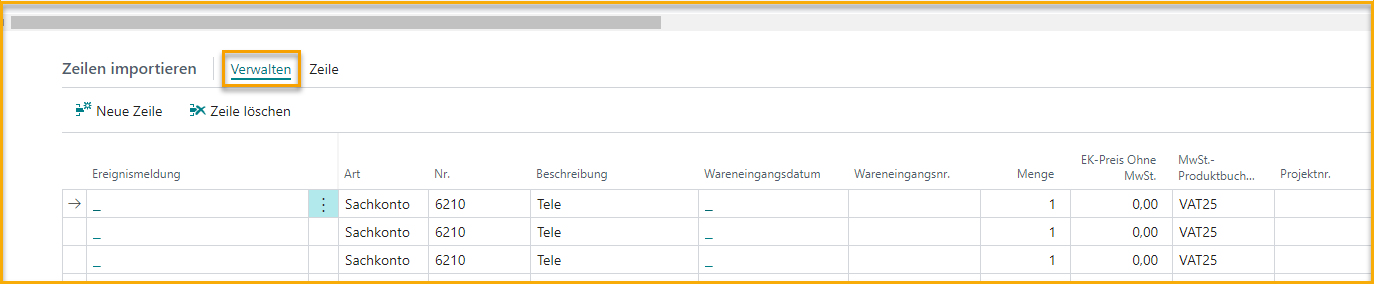 Zeilen importieren Verwalten Zeile
Neue Zeile Zeile löschen
Ereignismeldung Art Nr. Beschreibung Wareneingangsdatum Wareneingangsnr. Menge EK-Preis Ohne MwSt. MwSt.-Produktbuch... Projektnr.
_ Sachkonto 6210 Tele _ 1 0,00 VAT25
_ Sachkonto 6210 Tele _ 1 0,00 VAT25
_ Sachkonto 6210 Tele _ 1 0,00 VAT25